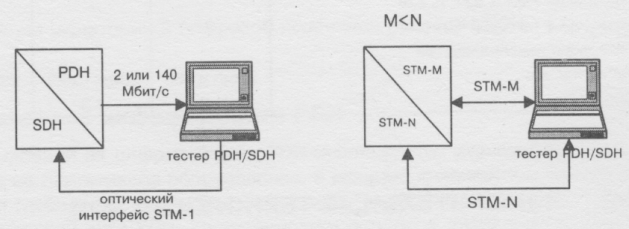 M<N
PDH
SDH
2 или 140
Мбит/с
тестер PDH/SDH
оптический
интерфейс STM-1
STM-M
STM-N
STM-M
тестер PDH/SDH
STM-N